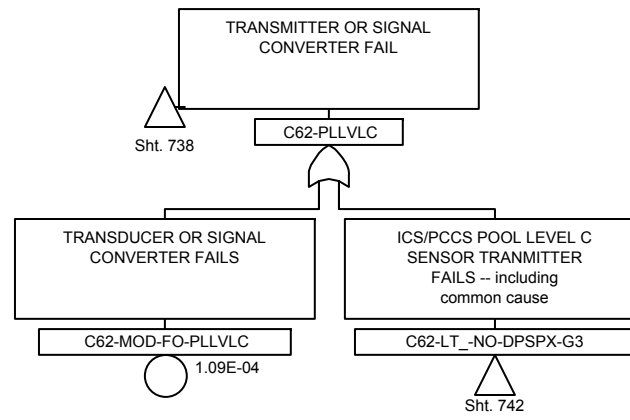 TRANSMITTER OR SIGNAL
CONVERTER FAIL
Sht. 738
C62-PLLVLC
TRANSDUCER OR SIGNAL
CONVERTER FAILS
C62-MOD-FO-PLLVLC
1.09E-04
ICS/PCCS POOL LEVEL C
SENSOR TRANMITTER
FAILS -- including
common cause
C62-LT_-NO-DPSPX-G3
Sht. 742